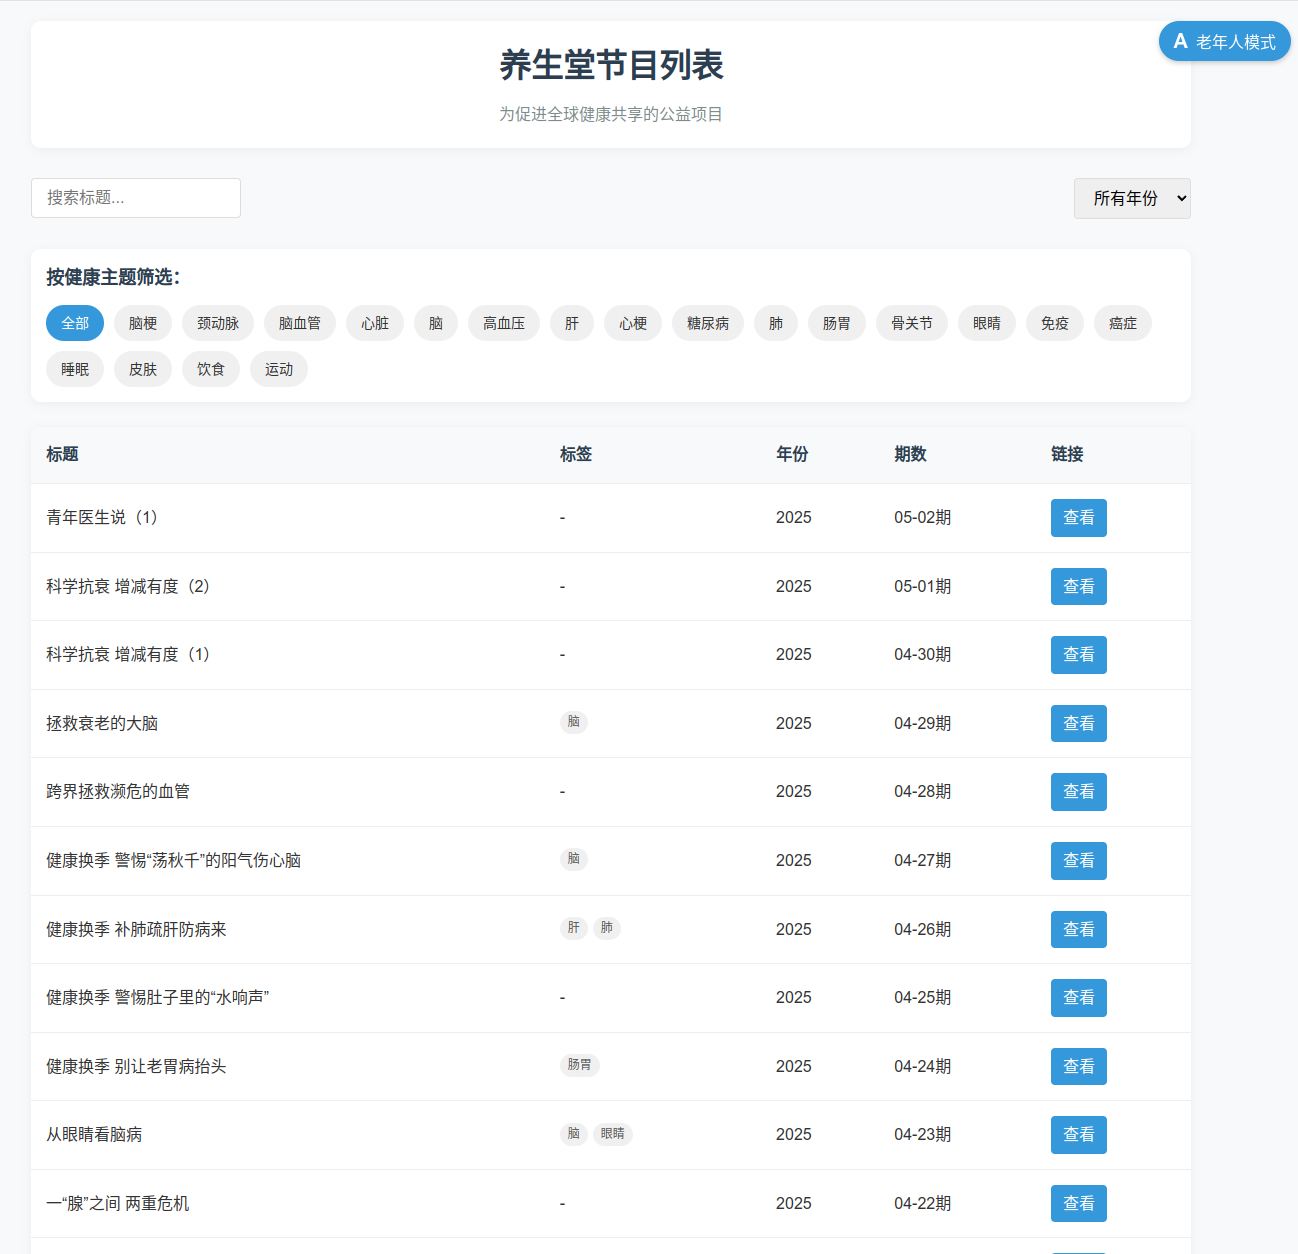 A 老年人模式
养生堂节目列表
为促进全球健康共享的公益项目
搜索标题...
所有年份
按健康主题筛选：
全部 脑梗 颈动脉 脑血管 心脏 脑 高血压 肝 心梗 糖尿病 肺 肠胃 骨关节 眼睛 免疫 癌症
睡眠 皮肤 饮食 运动
标题 标签 年份 期数 链接
青年医生说（1） - 2025 05-02期 查看
科学抗衰 增减有度（2） - 2025 05-01期 查看
科学抗衰 增减有度（1） - 2025 04-30期 查看
拯救衰老的大脑 脑 2025 04-29期 查看
跨界拯救濒危的血管 - 2025 04-28期 查看
健康换季 警惕“荡秋千”的阳气伤心脑 脑 2025 04-27期 查看
健康换季 补肺疏肝防病来 肝 肺 2025 04-26期 查看
健康换季 警惕肚子里的“水响声” - 2025 04-25期 查看
健康换季 别让老胃病抬头 肠胃 2025 04-24期 查看
从眼睛看脑病 脑 眼睛 2025 04-23期 查看
一“腺”之间 两重危机 - 2025 04-22期 查看